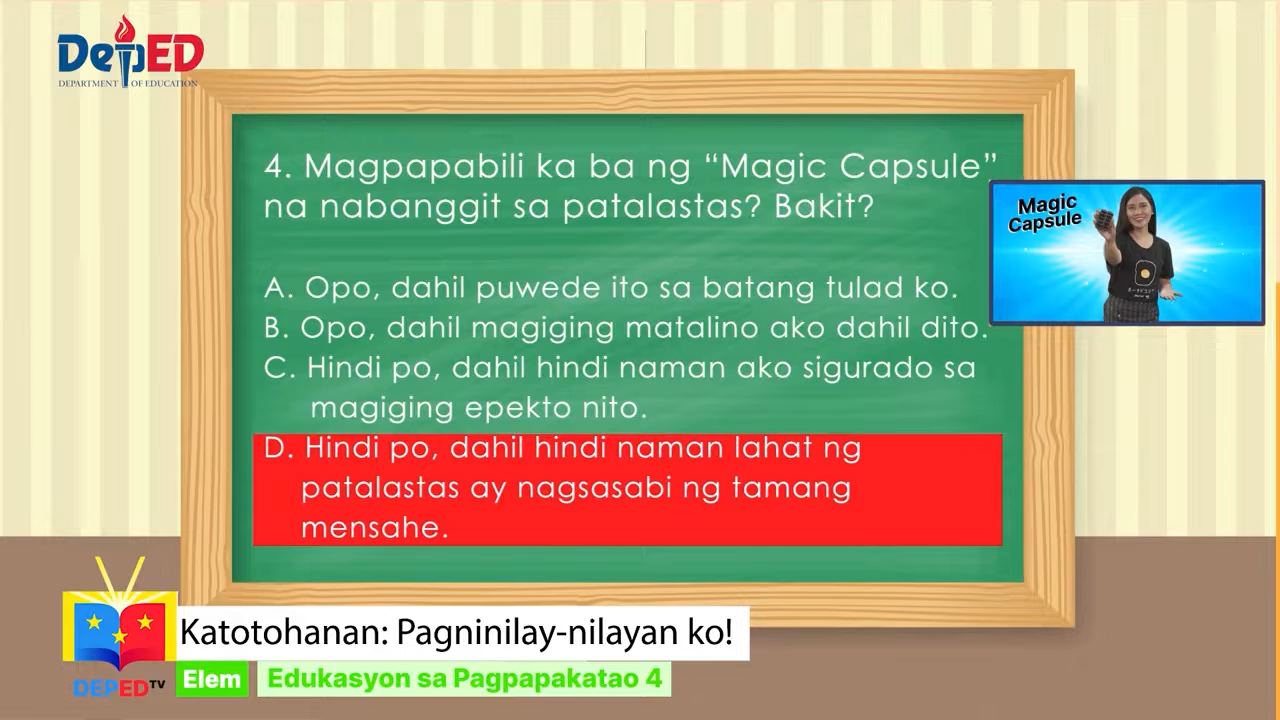 DepED
DEPARTMENT OF EDUCATION
4. Magpapabili ka ba ng “Magic Capsule”
na nabanggit sa patalastas? Bakit?
Magic
Capsule
A. Opo, dahil puwede ito sa batang tulad ko.
B. Opo, dahil magiging matalino ako dahil dito.
C. Hindi po, dahil hindi naman ako sigurado sa
magiging epekto nito.
D. Hindi po, dahil hindi naman lahat ng
patalastas ay nagsasabi ng tamang
mensahe.
Katotohanan: Pagninilay-nilayan ko!
DEPED TV
Elem
Edukasyon sa Pagpapakatao 4